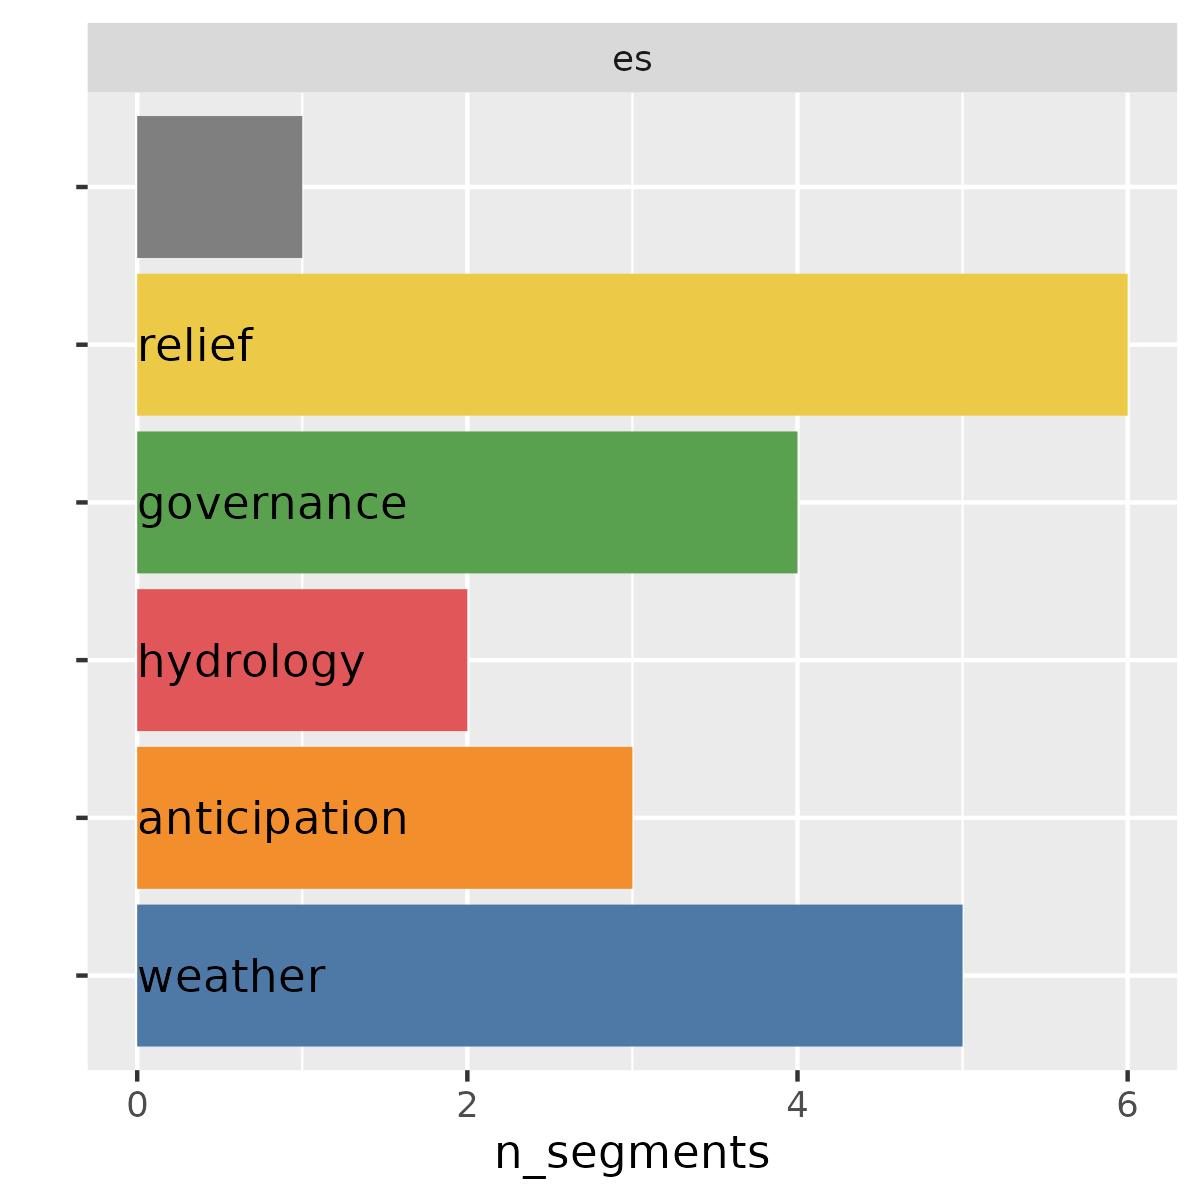 es
relief
governance
hydrology
anticipation
weather
0 2 4 6
n_segments